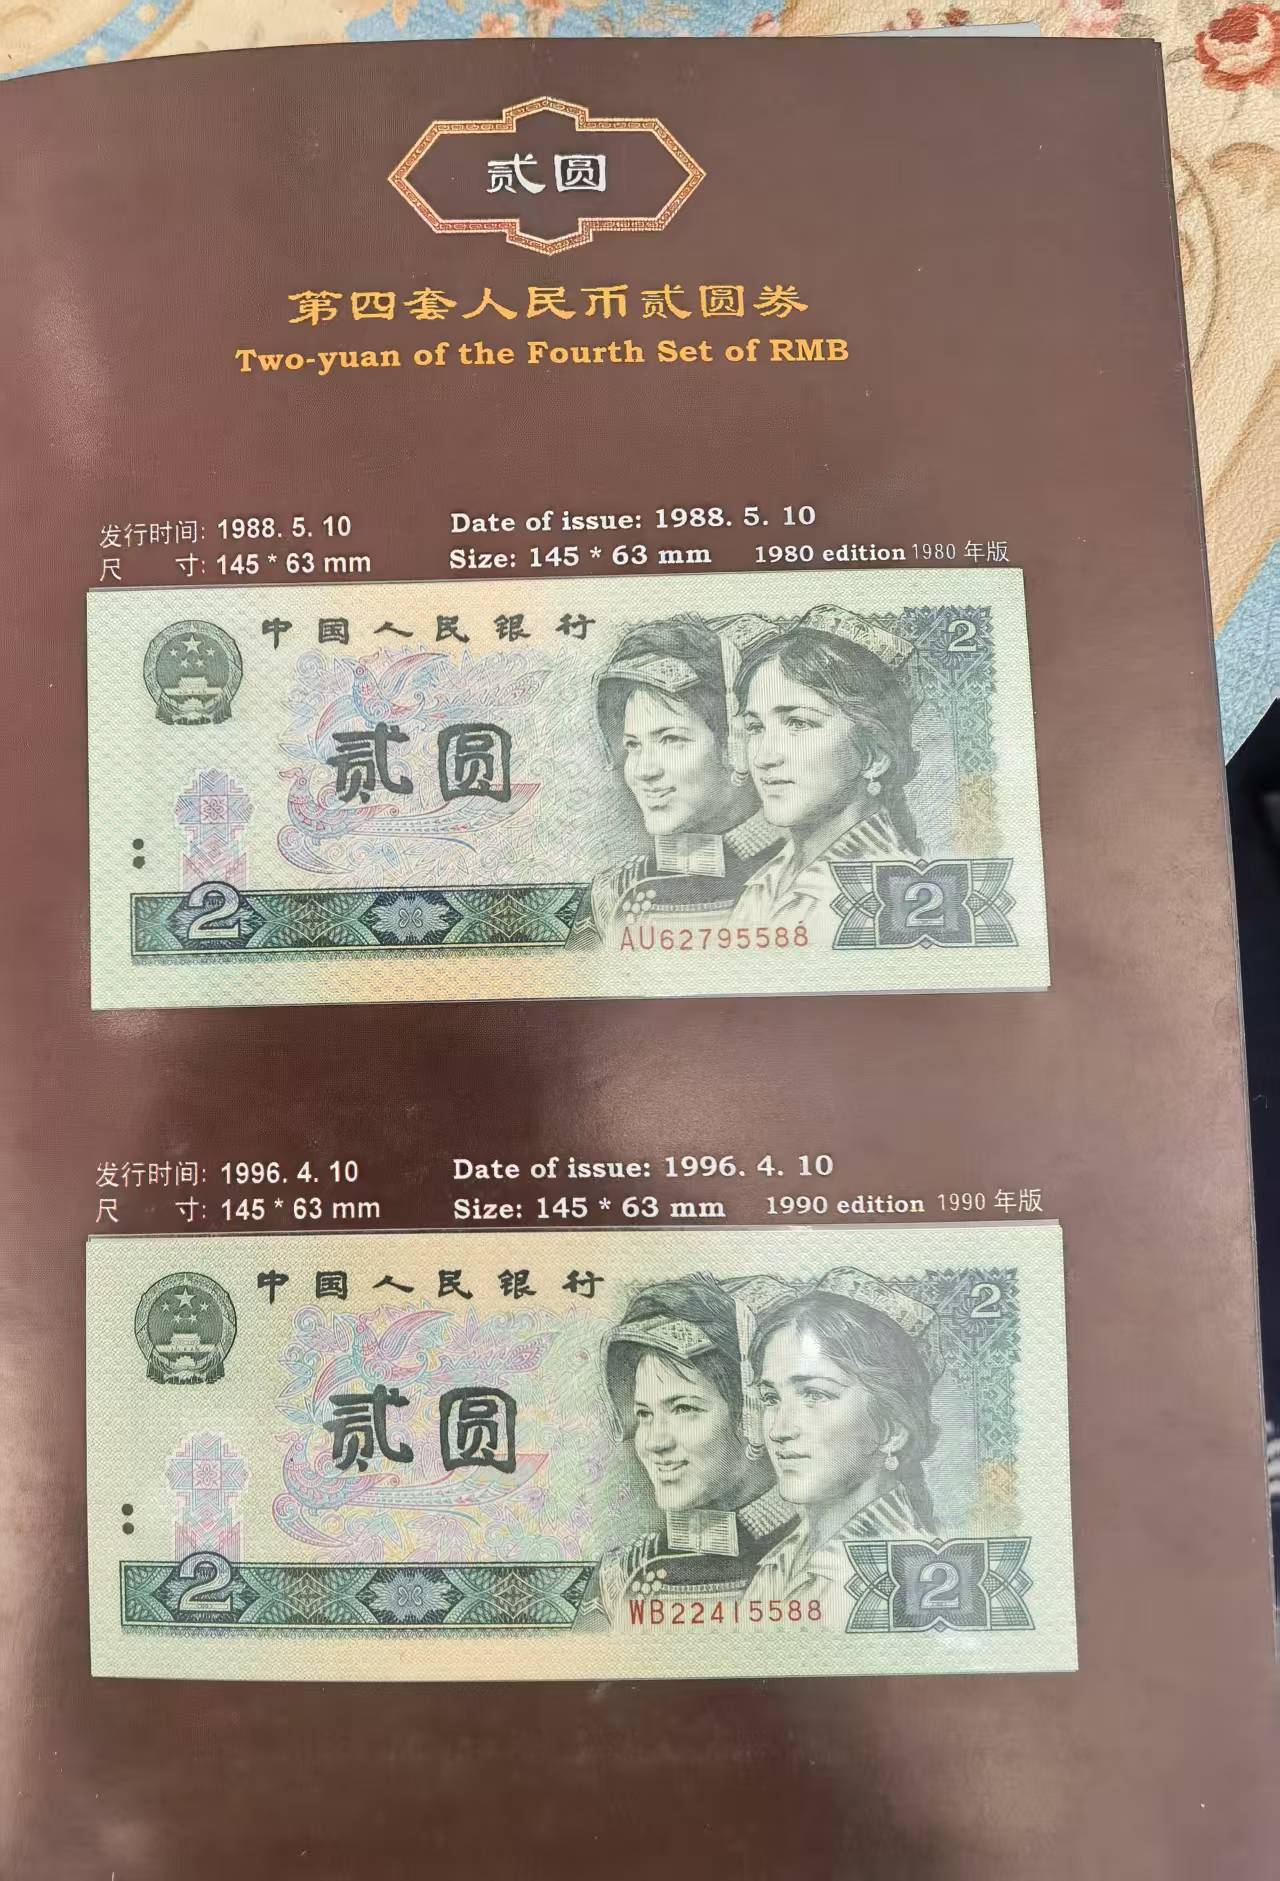 贰圆
第四套人民币贰圆券
Two-yuan of the Fourth Set of RMB
发行时间: 1988. 5. 10 Date of issue: 1988. 5. 10
尺 寸: 145 * 63 mm Size: 145 * 63 mm 1980 edition 1980 年版
中国人民银行
2
贰圆
2
2
AU62795588
发行时间: 1996. 4. 10 Date of issue: 1996. 4. 10
尺 寸: 145 * 63 mm Size: 145 * 63 mm 1990 edition 1990 年版
中国人民银行
2
贰圆
2
2
WB22415588